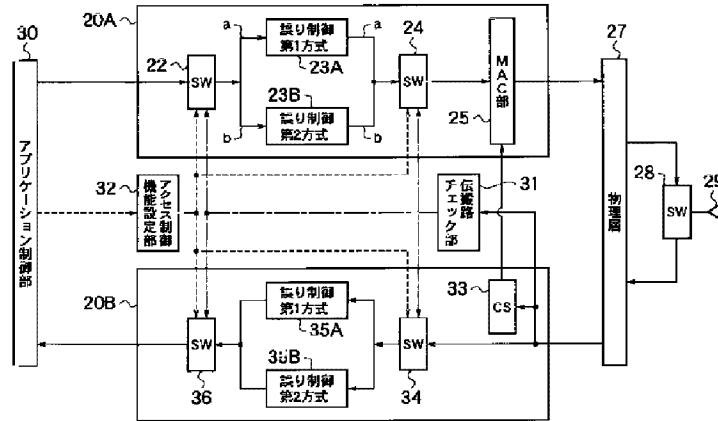 30
アプリケーション制御部
20A
22
SW
a
誤り制御
第1方式
23A
a
23B
誤り制御
第2方式
b
b
24
SW
25
MAC部
27
物理層
28
SW
29
32
アクセス制御
機能設定部
31
伝搬路
チェック部
20B
33
CS
誤り制御
第1方式
35A
35B
誤り制御
第2方式
SW
36
SW
34